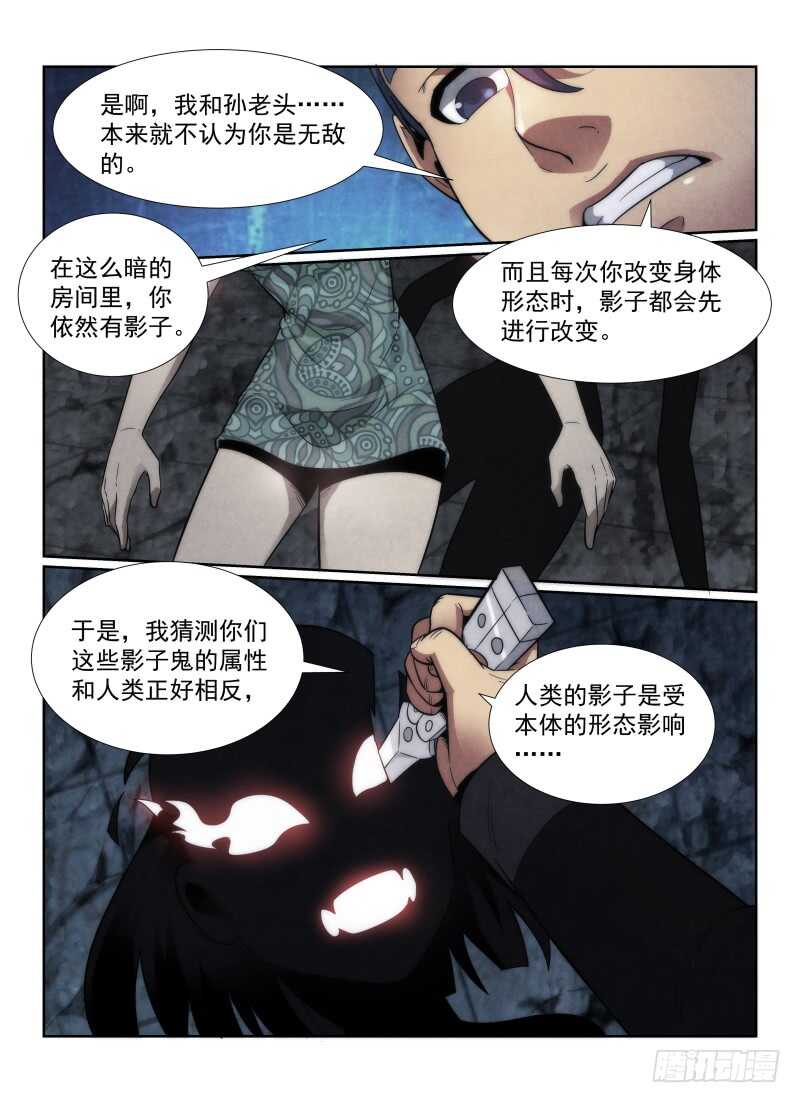 是啊，我和孙老头……
本来就不认为你是无敌
的。
在这么暗的
房间里，你
依然有影子。
而且每次你改变身体
形态时，影子都会先
进行改变。
于是，我猜测你们
这些影子鬼的属性
和人类正好相反，
人类的影子是受
本体的形态影响
……
腾讯动漫